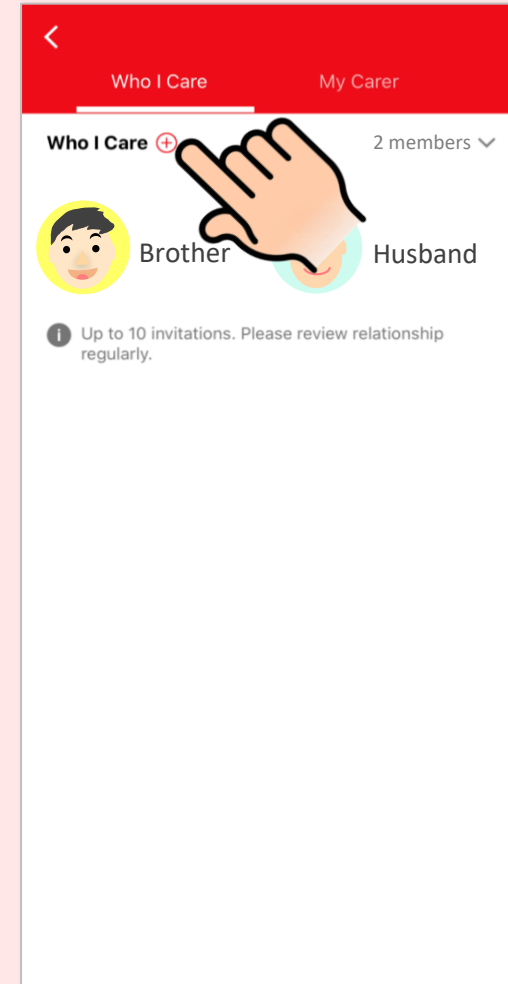 Who I Care
My Carer
Who I Care
2 members
Brother
Husband
Up to 10 invitations. Please review relationship
regularly.